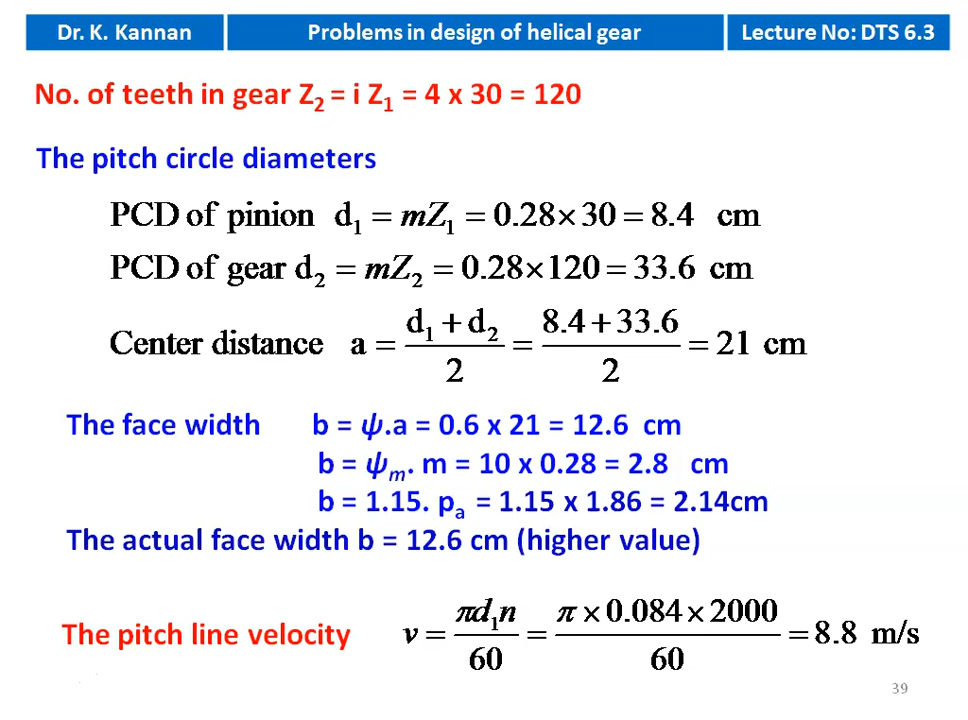 Dr. K. Kannan
Problems in design of helical gear
Lecture No: DTS 6.3
No. of teeth in gear Z₂ = i Z₁ = 4 x 30 = 120
The pitch circle diameters
PCD of pinion d₁ = mZ₁ = 0.28×30 = 8.4 cm
PCD of gear d₂ = mZ₂ = 0.28×120 = 33.6 cm
Center distance a = (d₁ + d₂)/2 = (8.4 + 33.6)/2 = 21 cm
The face width b = ψ.a = 0.6 x 21 = 12.6 cm
b = ψₘ. m = 10 x 0.28 = 2.8 cm
b = 1.15. pₐ = 1.15 x 1.86 = 2.14cm
The actual face width b = 12.6 cm (higher value)
The pitch line velocity v = πd₁n/60 = π × 0.084 × 2000/60 = 8.8 m/s
39